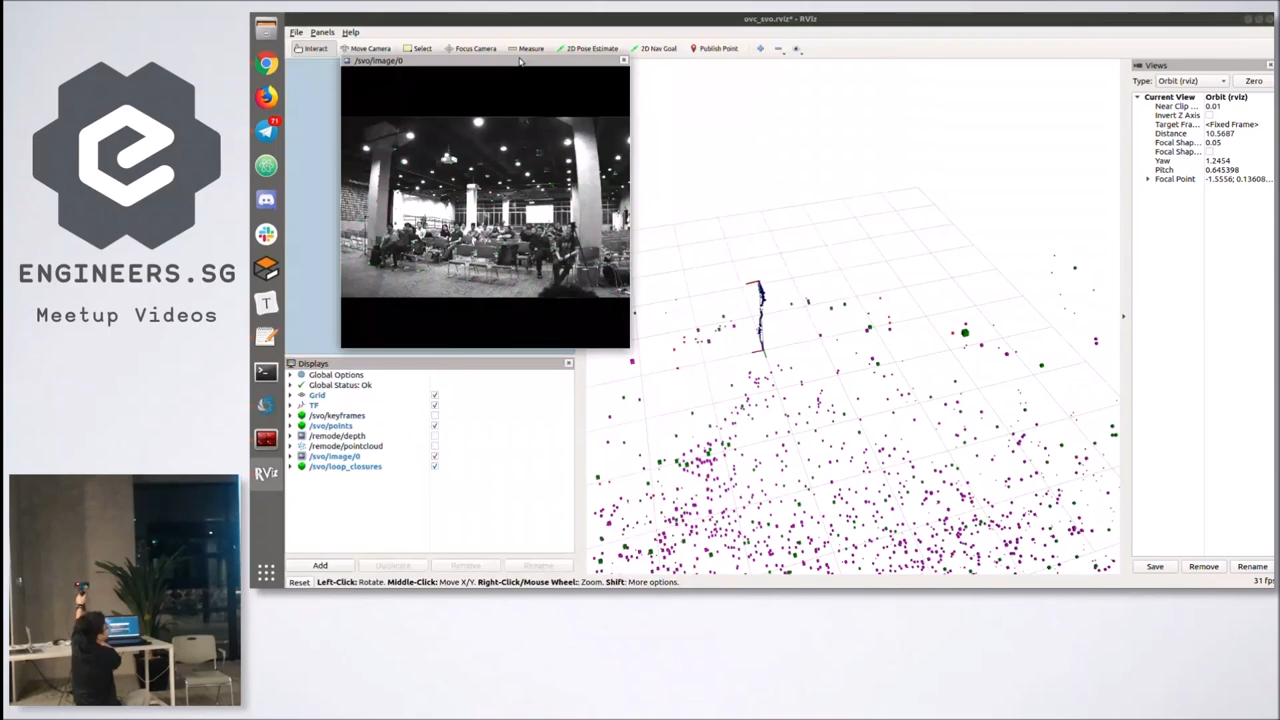 ENGINEERS.SG
Meetup Videos
ovc_svo.rviz* - RViz
File Panels Help
Interact Move Camera Select Focus Camera Measure 2D Pose Estimate 2D Nav Goal Publish Point
/svo/image/0
71
T
RViz
Displays
Global Options
Global Status: Ok
Grid
TF
/svo/keyframes
/svo/points
/remode/depth
/remode/pointcloud
/svo/image/0
/svo/loop_closures
Add Duplicate Remove Rename
Reset Left-Click: Rotate. Middle-Click: Move X/Y. Right-Click/Mouse Wheel:: Zoom. Shift: More options.
31 fps
Views
Type: Orbit (rviz) Zero
Current View Orbit (rviz)
Near Clip ... 0.01
Invert Z Axis
Target Fra... <Fixed Frame>
Distance 10.5687
Focal Shap... 0.05
Focal Shap...
Yaw 1.2454
Pitch 0.645398
Focal Point -1.5556; 0.13608...
Save Remove Rename